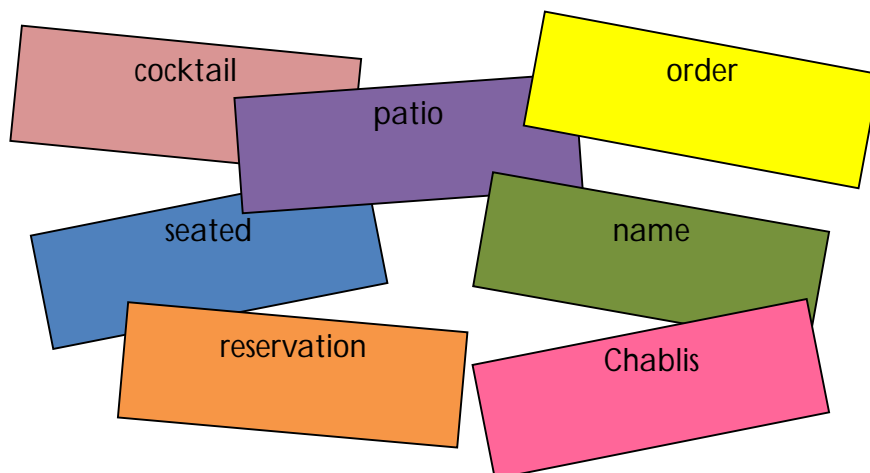 cocktail
order
patio
seated
name
reservation
Chablis